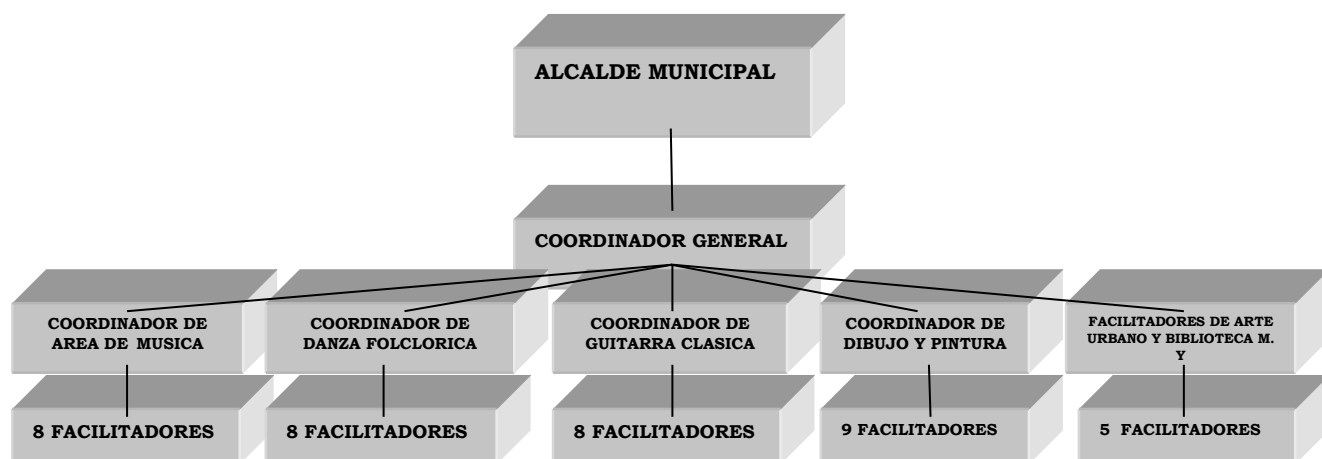 ALCALDE MUNICIPAL
COORDINADOR GENERAL
COORDINADOR DE
AREA DE MUSICA
COORDINADOR DE
DANZA FOLCLORICA
COORDINADOR DE
GUITARRA CLASICA
COORDINADOR DE
DIBUJO Y PINTURA
FACILITADORES DE ARTE
URBANO Y BIBLIOTECA M.
Y
8 FACILITADORES
8 FACILITADORES
8 FACILITADORES
9 FACILITADORES
5 FACILITADORES